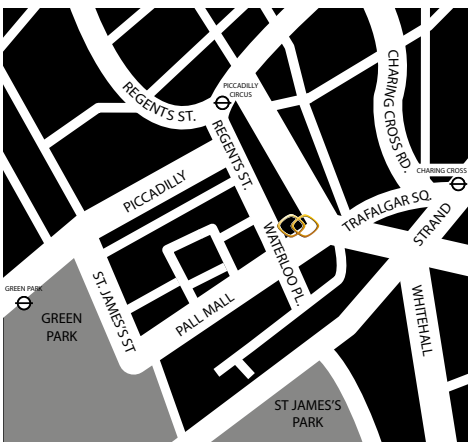 REGENTS ST.
PICCADILLY
CIRCUS
CHARING CROSS RD.
REGENTS ST.
CHARING CROSS
PICCADILLY
TRAFALGAR SQ.
STRAND
WATERLOO PL.
GREEN PARK
ST. JAMES'S ST
PALL MALL
GREEN
PARK
WHITEHALL
ST JAMES'S
PARK